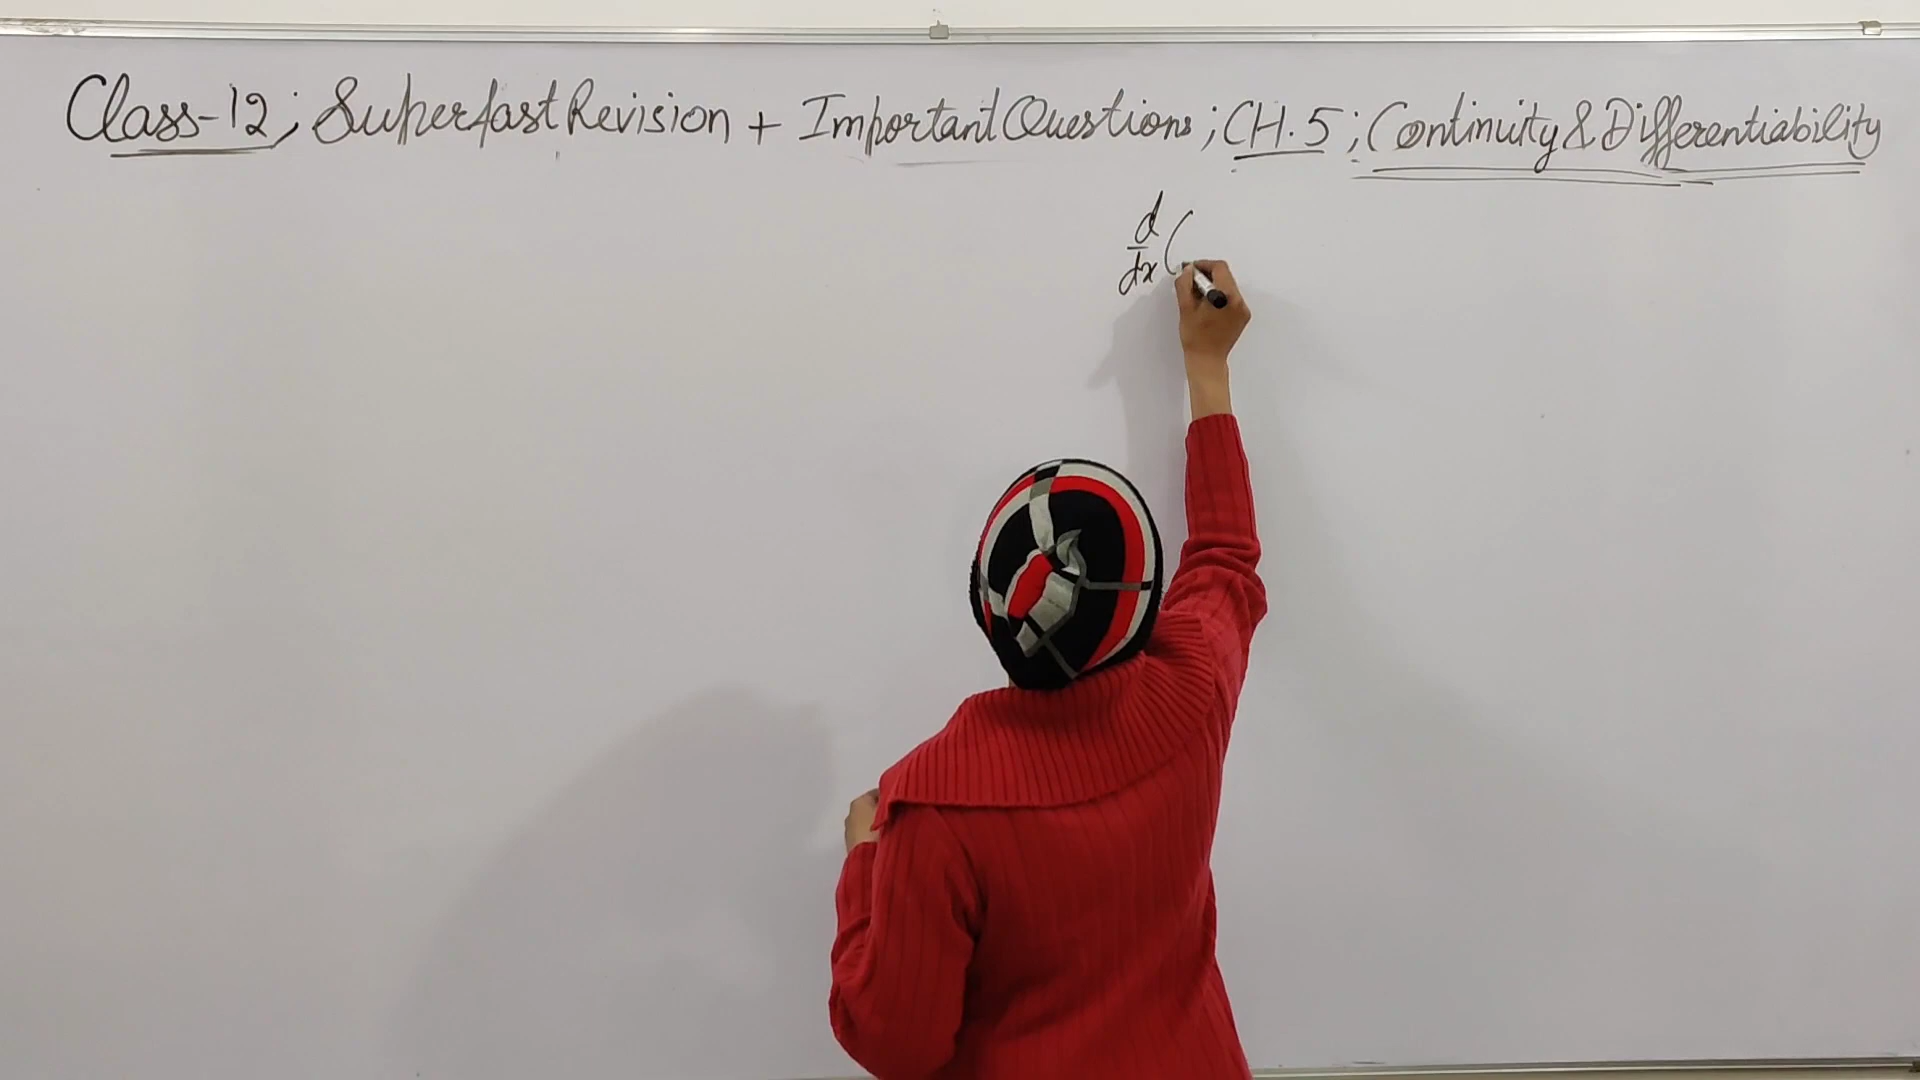 Class-12; Superfast Revision + Important Questions; CH.5; Continuity & Differentiability
d
dx (